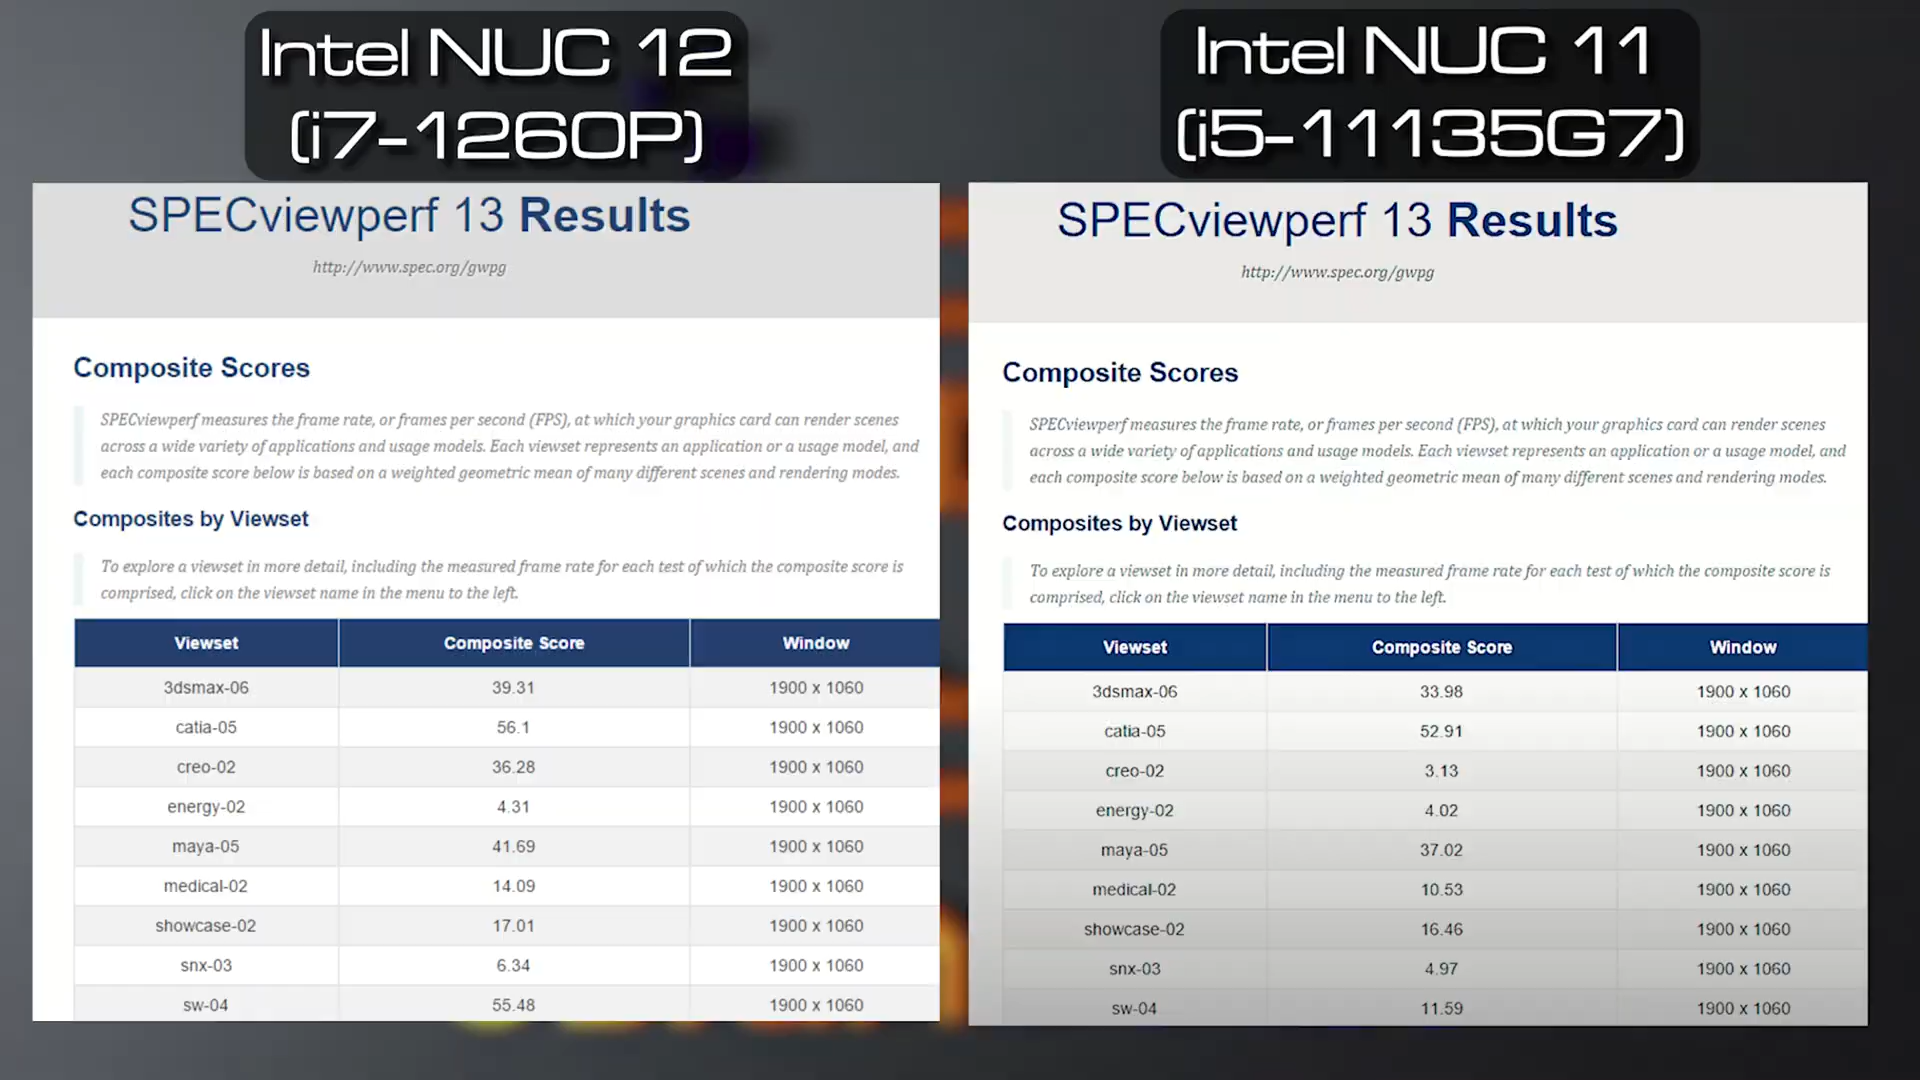 Intel NUC 12
(i7-1260P)
SPECviewperf 13 Results
http://www.spec.org/gwpg
Composite Scores
SPECviewperf measures the frame rate, or frames per second (FPS), at which your graphics card can render scenes
across a wide variety of applications and usage models. Each viewset represents an application or a usage model, and
each composite score below is based on a weighted geometric mean of many different scenes and rendering modes.
Composites by Viewset
To explore a viewset in more detail, including the measured frame rate for each test of which the composite score is
comprised, click on the viewset name in the menu to the left.
Viewset Composite Score Window
3dsmax-06 39.31 1900 x 1060
catia-05 56.1 1900 x 1060
creo-02 36.28 1900 x 1060
energy-02 4.31 1900 x 1060
maya-05 41.69 1900 x 1060
medical-02 14.09 1900 x 1060
showcase-02 17.01 1900 x 1060
snx-03 6.34 1900 x 1060
sw-04 55.48 1900 x 1060
Intel NUC 11
(i5-11135G7)
SPECviewperf 13 Results
http://www.spec.org/gwpg
Composite Scores
SPECviewperf measures the frame rate, or frames per second (FPS), at which your graphics card can render scenes
across a wide variety of applications and usage models. Each viewset represents an application or a usage model, and
each composite score below is based on a weighted geometric mean of many different scenes and rendering modes.
Composites by Viewset
To explore a viewset in more detail, including the measured frame rate for each test of which the composite score is
comprised, click on the viewset name in the menu to the left.
Viewset Composite Score Window
3dsmax-06 33.98 1900 x 1060
catia-05 52.91 1900 x 1060
creo-02 3.13 1900 x 1060
energy-02 4.02 1900 x 1060
maya-05 37.02 1900 x 1060
medical-02 10.53 1900 x 1060
showcase-02 16.46 1900 x 1060
snx-03 4.97 1900 x 1060
sw-04 11.59 1900 x 1060